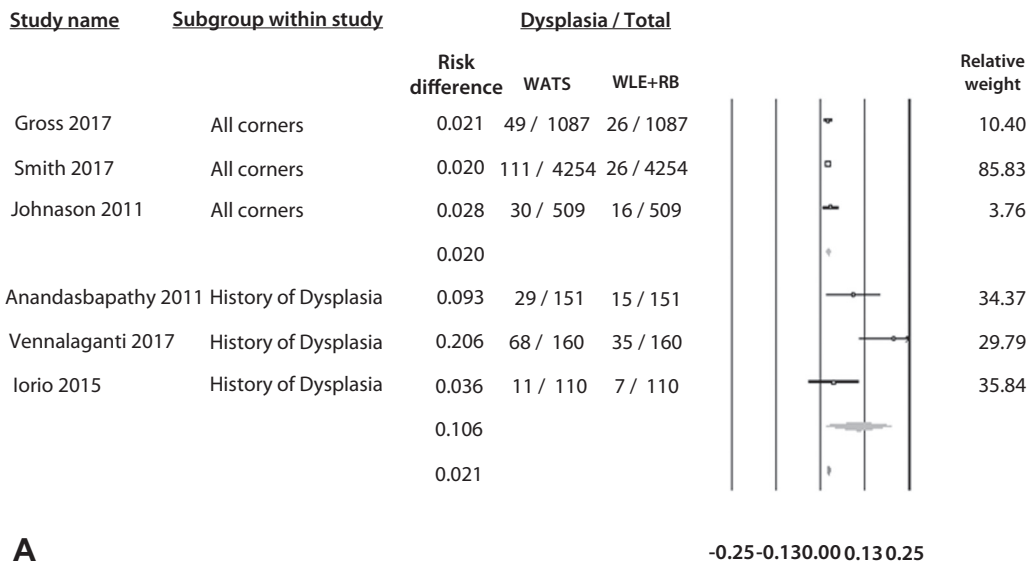 Study name Subgroup within study Dysplasia / Total
Risk difference WATS WLE+RB Relative weight
Gross 2017 All corners 0.021 49 / 1087 26 / 1087 10.40
Smith 2017 All corners 0.020 111 / 4254 26 / 4254 85.83
Johnason 2011 All corners 0.028 30 / 509 16 / 509 3.76
0.020
Anandasbapathy 2011 History of Dysplasia 0.093 29 / 151 15 / 151 34.37
Vennalaganti 2017 History of Dysplasia 0.206 68 / 160 35 / 160 29.79
Iorio 2015 History of Dysplasia 0.036 11 / 110 7 / 110 35.84
0.106
0.021
A -0.25 -0.13 0.00 0.13 0.25